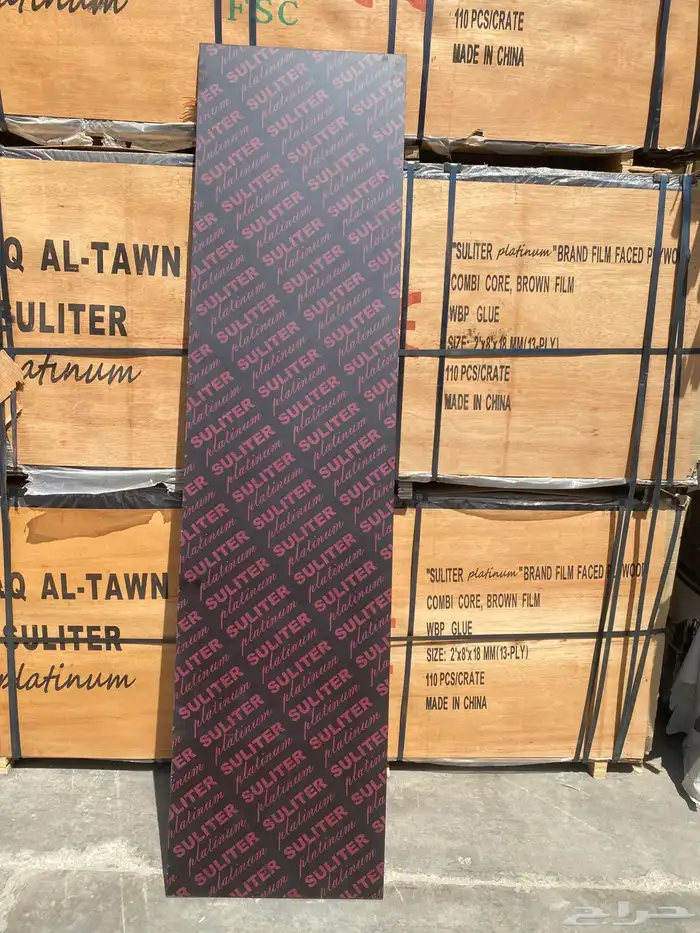 platinum
FSC
110 PCS/CRATE
MADE IN CHINA
Q AL-TAWN
SULITER
platinum
"SULITER platinum" BRAND FILM FACED PLYWO
COMBI CORE, BROWN FILM
WBP GLUE
SIZE: 2'x8'x18 MM(13-PLY)
110 PCS/CRATE
MADE IN CHINA
AQ AL-TAWN
SULITER
platinum
"SULITER platinum" BRAND FILM FACED PLYWOOD
COMBI CORE, BROWN FILM
WBP GLUE
SIZE: 2'x8'x18 MM(13-PLY)
110 PCS/CRATE
MADE IN CHINA
SULITER
platinum
حراج